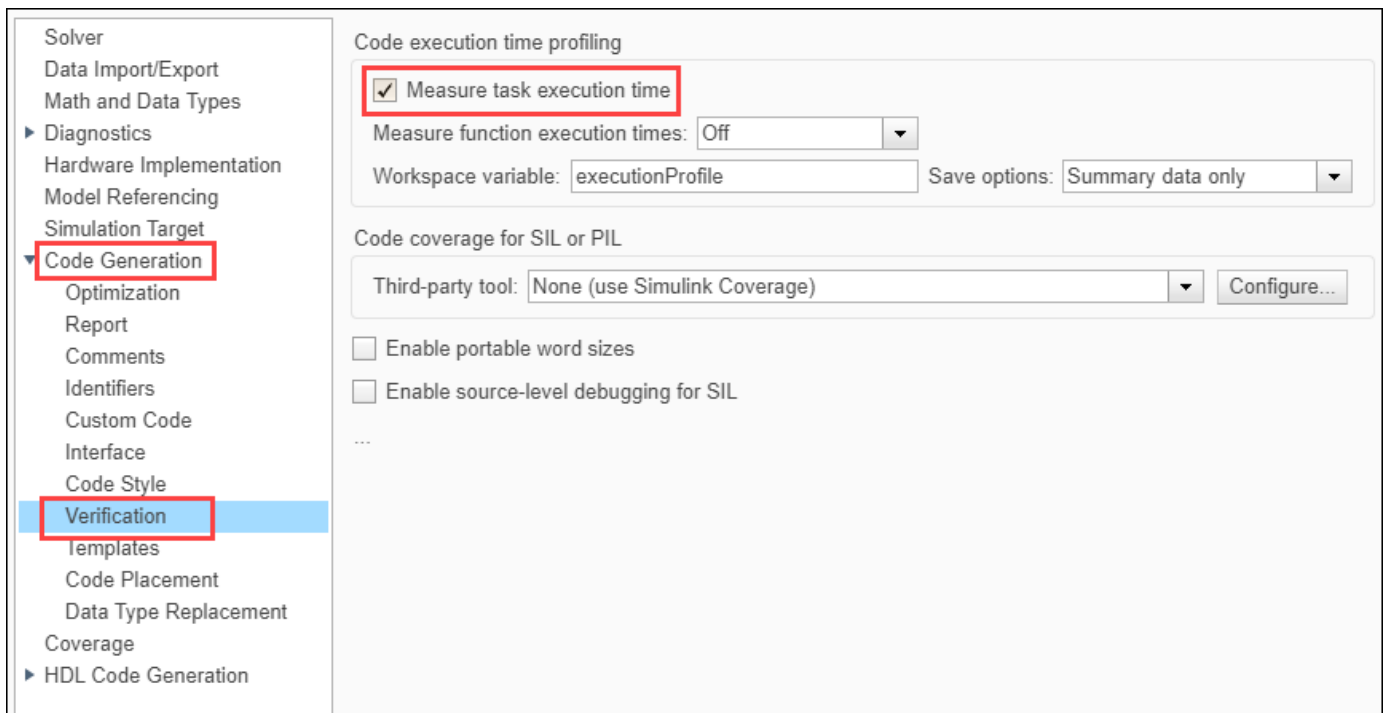 Solver
Data Import/Export
Math and Data Types
Diagnostics
Hardware Implementation
Model Referencing
Simulation Target
Code Generation
Optimization
Report
Comments
Identifiers
Custom Code
Interface
Code Style
Verification
Templates
Code Placement
Data Type Replacement
Coverage
HDL Code Generation
Code execution time profiling
Measure task execution time
Measure function execution times: Off
Workspace variable: executionProfile Save options: Summary data only
Code coverage for SIL or PIL
Third-party tool: None (use Simulink Coverage) Configure...
Enable portable word sizes
Enable source-level debugging for SIL
...